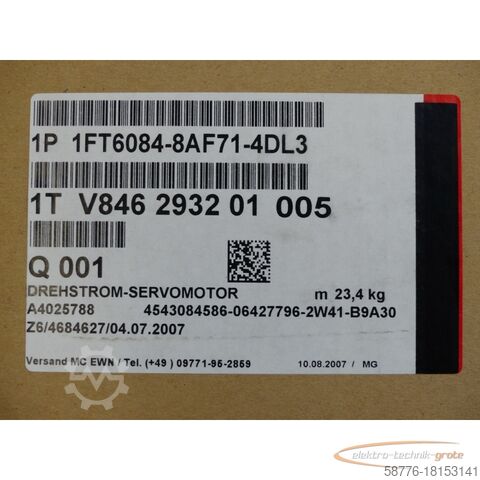 1P 1FT6084-8AF71-4DL3
1T V846 2932 01 005
Q 001
DREHSTROM-SERVOMOTOR m 23,4 kg
A4025788 4543084586-06427796-2W41-B9A30
Z6/4684627/04.07.2007
Versand MC EWN / Tel. (+49 ) 09771-95-2859 10.08.2007 / MG
elektro-technik-grote
58776-18153141